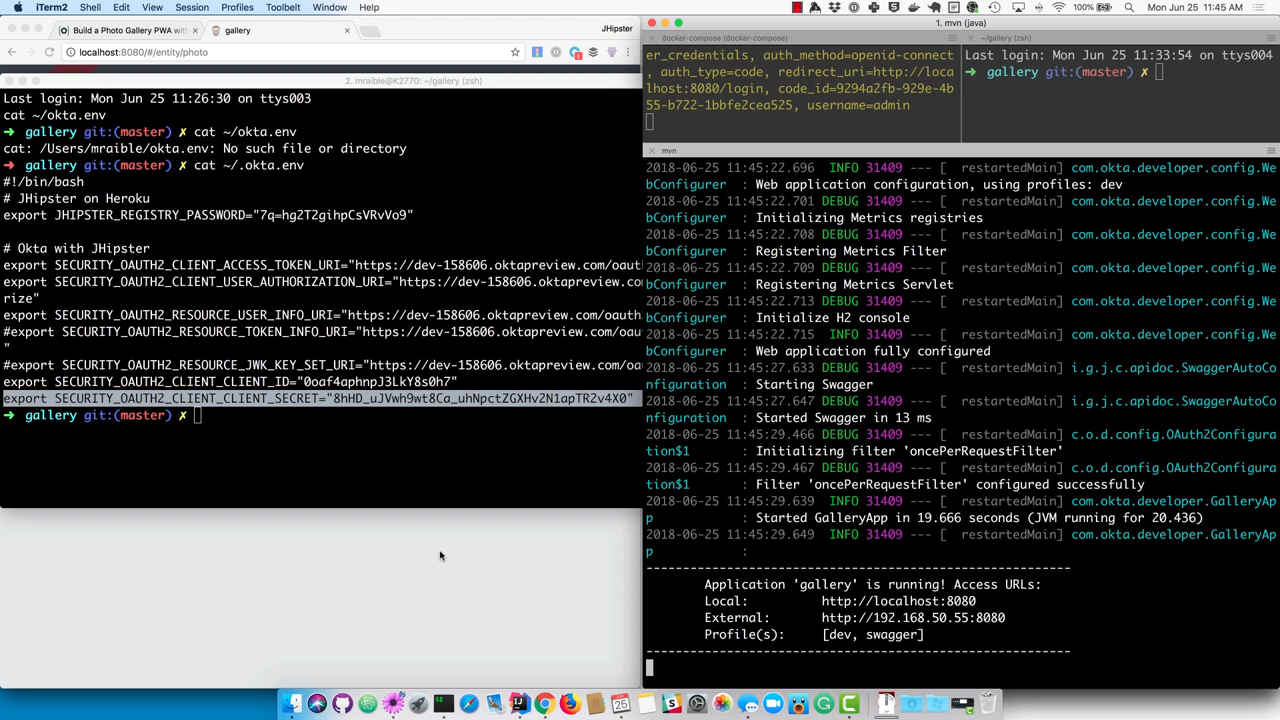 iTerm2 Shell Edit View Session Profiles Toolbelt Window Help
100% Mon Jun 25 11:45 AM
Build a Photo Gallery PWA with
gallery
JHipster
localhost:8080/#/entity/photo
2. mraible@K2770: ~/gallery (zsh)
Last login: Mon Jun 25 11:26:30 on ttys003
cat ~/okta.env
➜ gallery git:(master) ✗ cat ~/okta.env
cat: /Users/mraible/okta.env: No such file or directory
➜ gallery git:(master) ✗ cat ~/.okta.env
#!/bin/bash
# JHipster on Heroku
export JHIPSTER_REGISTRY_PASSWORD="7q=hg2T2gihpCsVRvVo9"
# Okta with JHipster
export SECURITY_OAUTH2_CLIENT_ACCESS_TOKEN_URI="https://dev-158606.oktapreview.com/oaut
export SECURITY_OAUTH2_CLIENT_USER_AUTHORIZATION_URI="https://dev-158606.oktapreview.com
rize"
export SECURITY_OAUTH2_RESOURCE_USER_INFO_URI="https://dev-158606.oktapreview.com/oauth
#export SECURITY_OAUTH2_RESOURCE_TOKEN_INFO_URI="https://dev-158606.oktapreview.com/oau
"
#export SECURITY_OAUTH2_RESOURCE_JWK_KEY_SET_URI="https://dev-158606.oktapreview.com/oa
export SECURITY_OAUTH2_CLIENT_CLIENT_ID="0oaf4aphnpJ3LkY8s0h7"
export SECURITY_OAUTH2_CLIENT_CLIENT_SECRET="8hHD_uJVwh9wt8Ca_uhNpctZGXHv2N1apTR2v4X0"
➜ gallery git:(master) ✗
1. mvn (java)
docker-compose (docker-compose)
er_credentials, auth_method=openid-connect
, auth_type=code, redirect_uri=http://loca
lhost:8080/login, code_id=9294a2fb-929e-4b
55-b722-1bbfe2cea525, username=admin
~/gallery (zsh)
Last login: Mon Jun 25 11:33:54 on ttys004
➜ gallery git:(master) ✗
mvn
2018-06-25 11:45:22.696 INFO 31409 --- [ restartedMain] com.okta.developer.config.We
bConfigurer : Web application configuration, using profiles: dev
2018-06-25 11:45:22.701 DEBUG 31409 --- [ restartedMain] com.okta.developer.config.We
bConfigurer : Initializing Metrics registries
2018-06-25 11:45:22.708 DEBUG 31409 --- [ restartedMain] com.okta.developer.config.We
bConfigurer : Registering Metrics Filter
2018-06-25 11:45:22.709 DEBUG 31409 --- [ restartedMain] com.okta.developer.config.We
bConfigurer : Registering Metrics Servlet
2018-06-25 11:45:22.713 DEBUG 31409 --- [ restartedMain] com.okta.developer.config.We
bConfigurer : Initialize H2 console
2018-06-25 11:45:22.715 INFO 31409 --- [ restartedMain] com.okta.developer.config.We
bConfigurer : Web application fully configured
2018-06-25 11:45:27.633 DEBUG 31409 --- [ restartedMain] i.g.j.c.apidoc.SwaggerAutoCo
nfiguration : Starting Swagger
2018-06-25 11:45:27.647 DEBUG 31409 --- [ restartedMain] i.g.j.c.apidoc.SwaggerAutoCo
nfiguration : Started Swagger in 13 ms
2018-06-25 11:45:29.466 DEBUG 31409 --- [ restartedMain] c.o.d.config.OAuth2Configura
tion$1 : Initializing filter 'oncePerRequestFilter'
2018-06-25 11:45:29.467 DEBUG 31409 --- [ restartedMain] c.o.d.config.OAuth2Configura
tion$1 : Filter 'oncePerRequestFilter' configured successfully
2018-06-25 11:45:29.639 INFO 31409 --- [ restartedMain] com.okta.developer.GalleryAp
p : Started GalleryApp in 19.666 seconds (JVM running for 20.436)
2018-06-25 11:45:29.649 INFO 31409 --- [ restartedMain] com.okta.developer.GalleryAp
p :
----------------------------------------------------------
Application 'gallery' is running! Access URLs:
Local: http://localhost:8080
External: http://192.168.50.55:8080
Profile(s): [dev, swagger]
----------------------------------------------------------
25